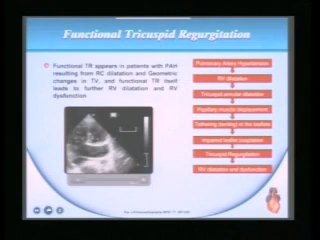 Functional Tricuspid Regurgitation
Functional TR appears in patients with PAH
resulting from RC dilatation and Geometric
changes in TV, and functional TR itself
leads to further RV dilatation and RV
dysfunction
Pulmonary Artery Hypertension
RV dilatation
Tricuspid annular dilatation
Papillary muscle displacement
Tethering (tenting) of the leaflets
Impaired leaflet coaptation
Tricuspid Regurgitation
RV dilatation and dysfunction